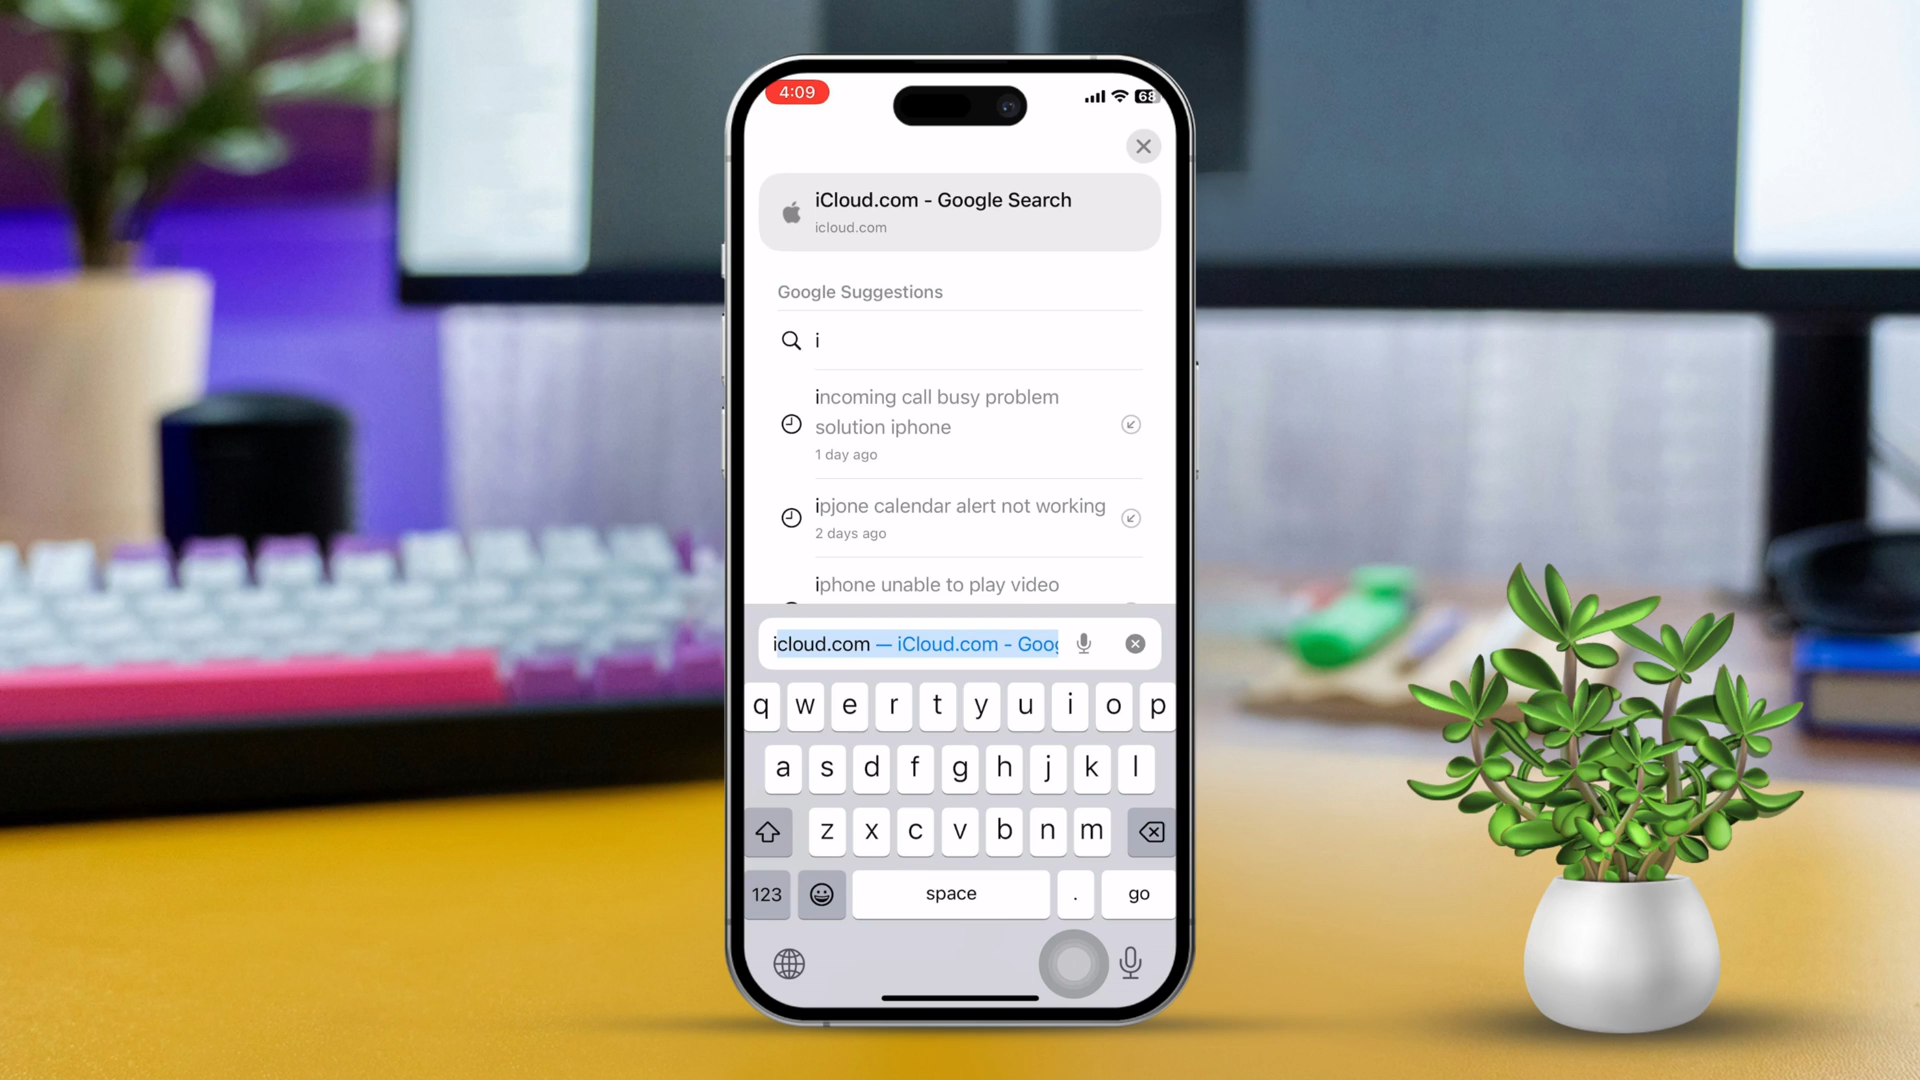 4:09
68
iCloud.com - Google Search
icloud.com
Google Suggestions
i
incoming call busy problem
solution iphone
1 day ago
ipjone calendar alert not working
2 days ago
iphone unable to play video
icloud.com — iCloud.com - Goog
q w e r t y u i o p
a s d f g h j k l
z x c v b n m
123 space . go